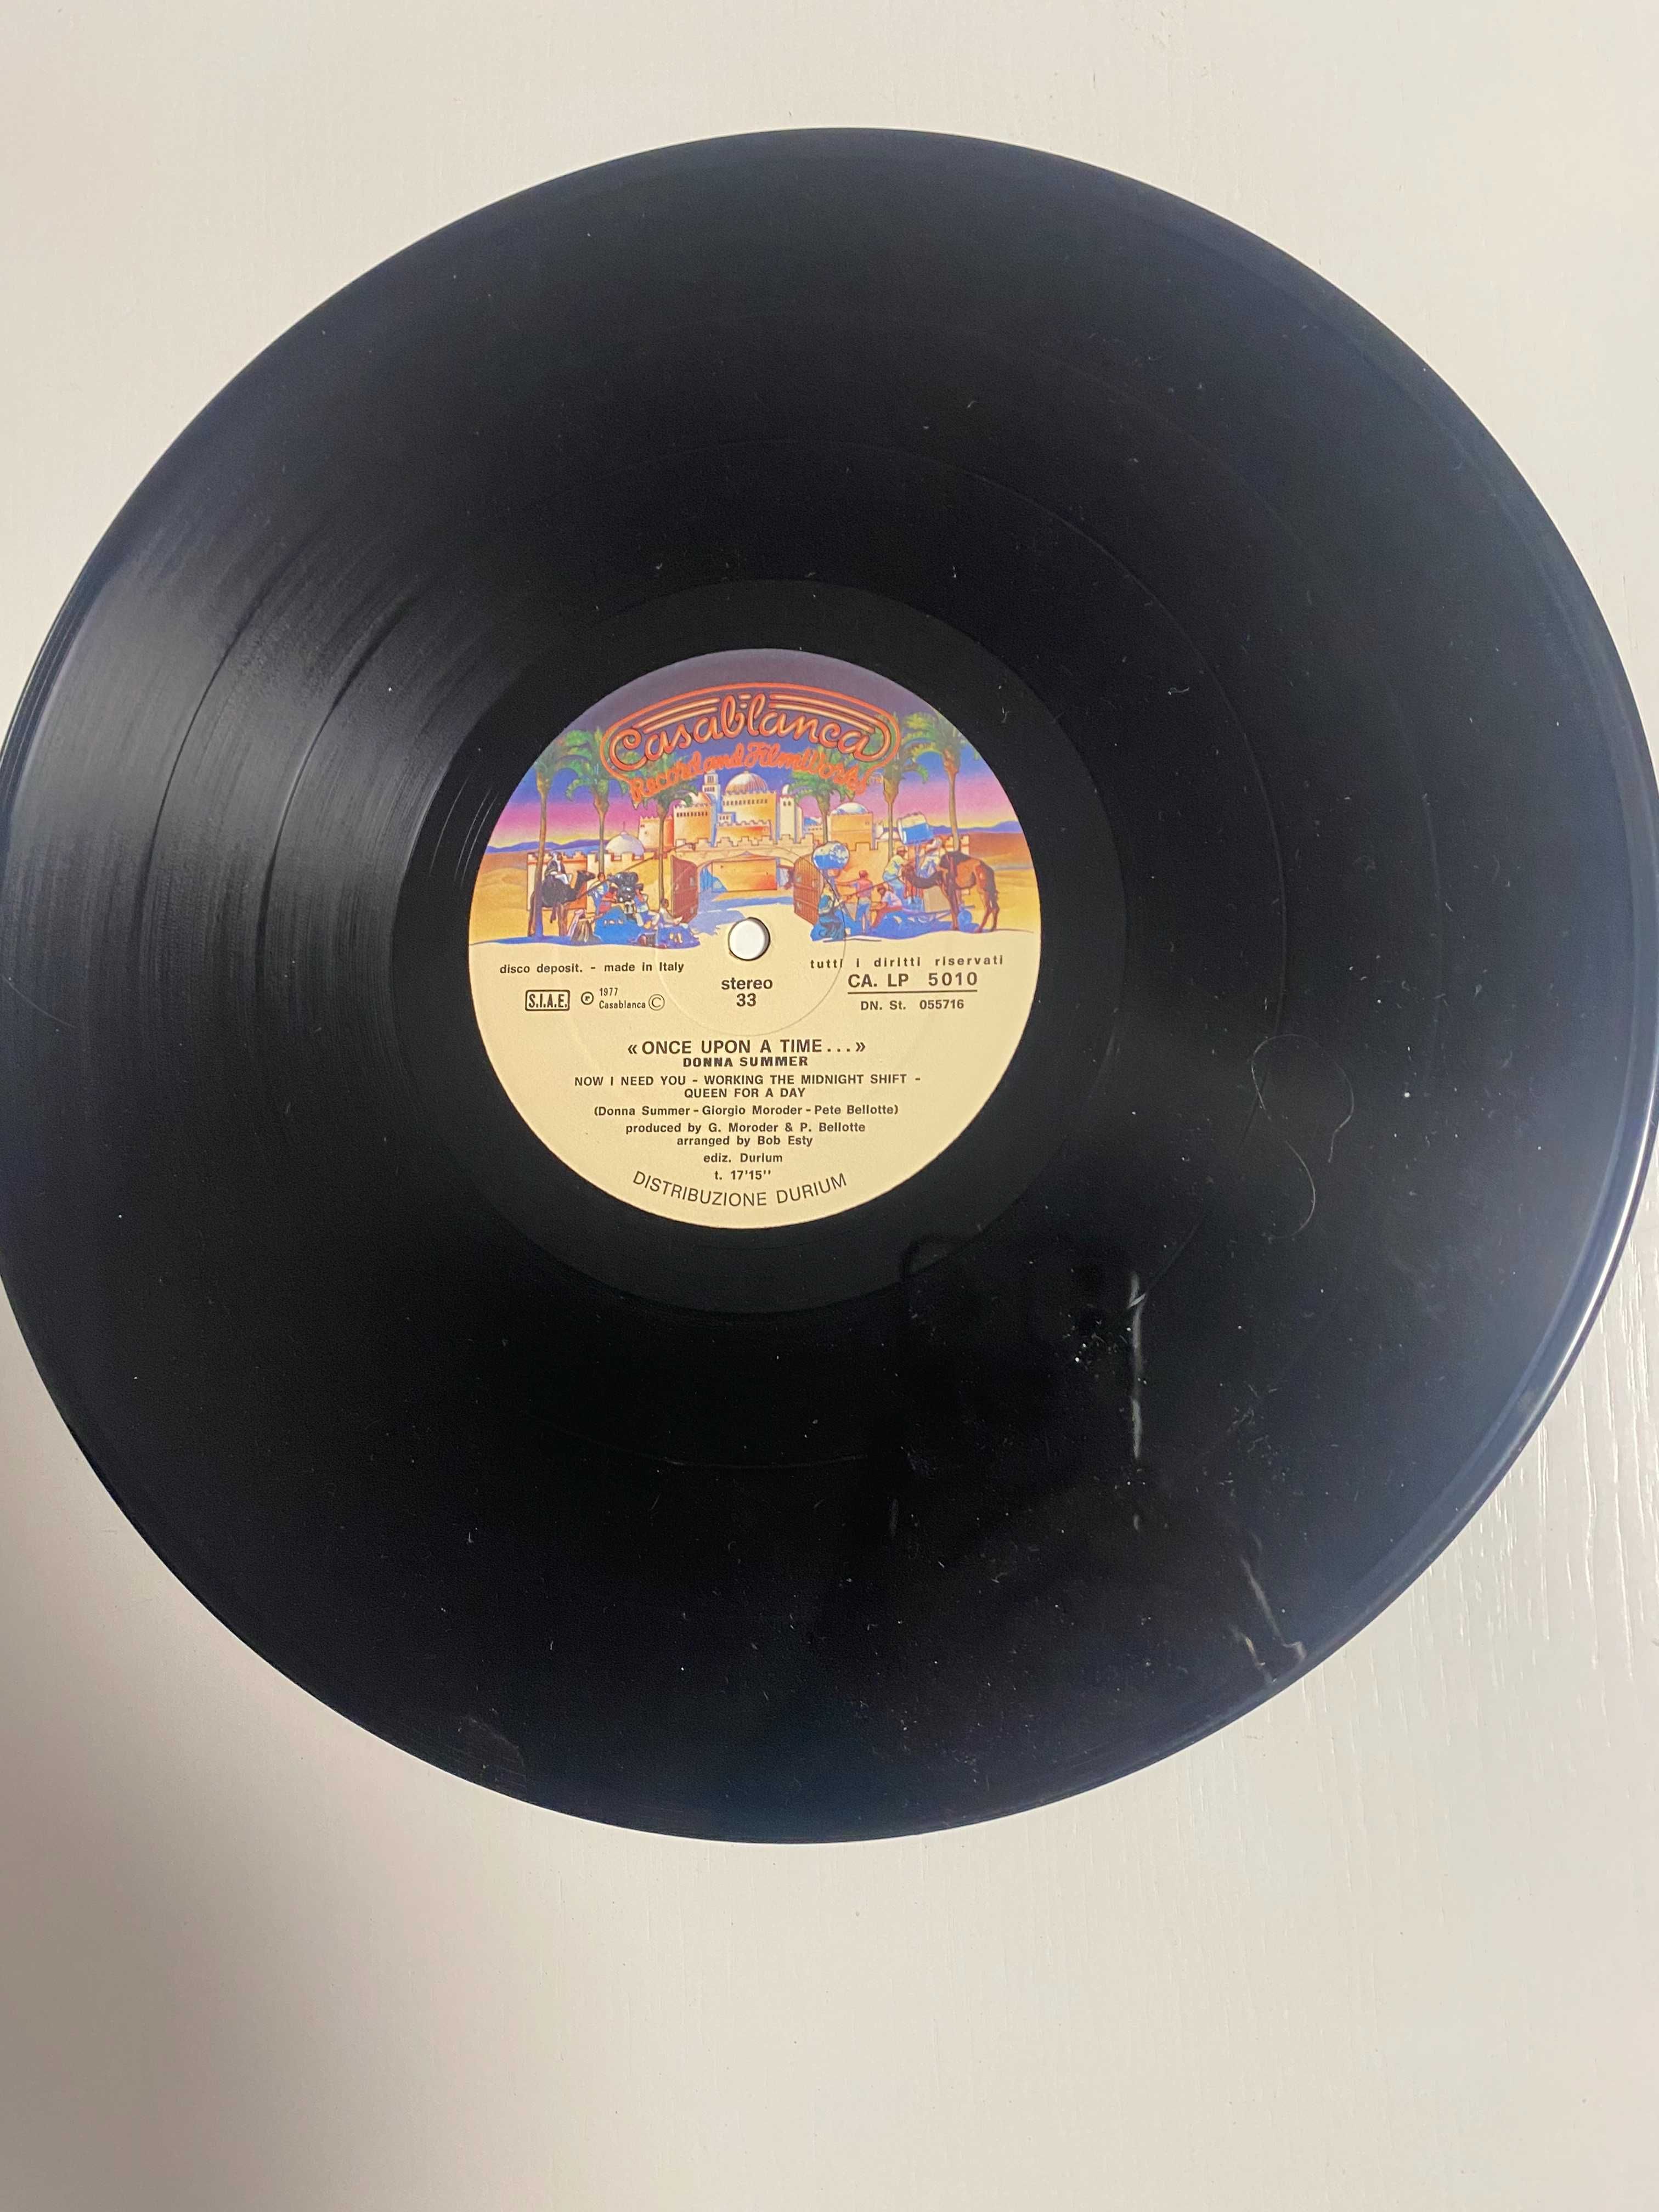 Casablanca
Record and FilmWorks
disco deposit. - made in Italy
tutti i diritti riservati
S.I.A.E.
℗ 1977
Casablanca ©
stereo
33
CA. LP 5010
DN. St. 055716
« ONCE UPON A TIME... »
DONNA SUMMER
NOW I NEED YOU - WORKING THE MIDNIGHT SHIFT -
QUEEN FOR A DAY
(Donna Summer - Giorgio Moroder - Pete Bellotte)
produced by G. Moroder & P. Bellotte
arranged by Bob Esty
ediz. Durium
t. 17'15''
DISTRIBUZIONE DURIUM